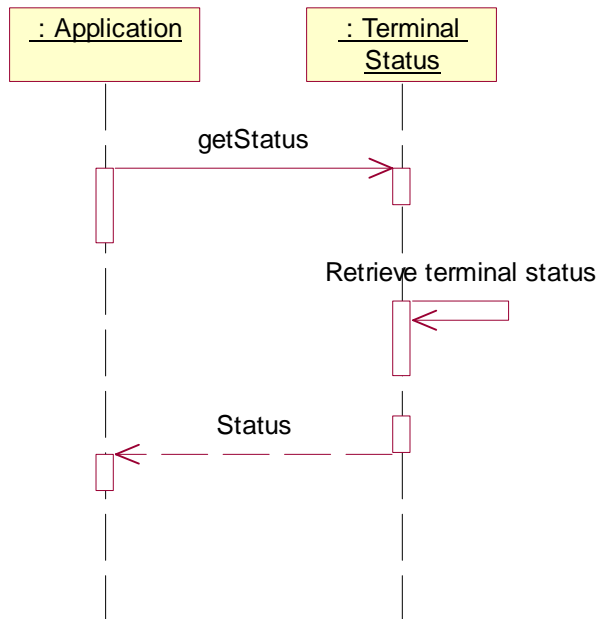 : Application
: Terminal
Status
getStatus
Retrieve terminal status
Status